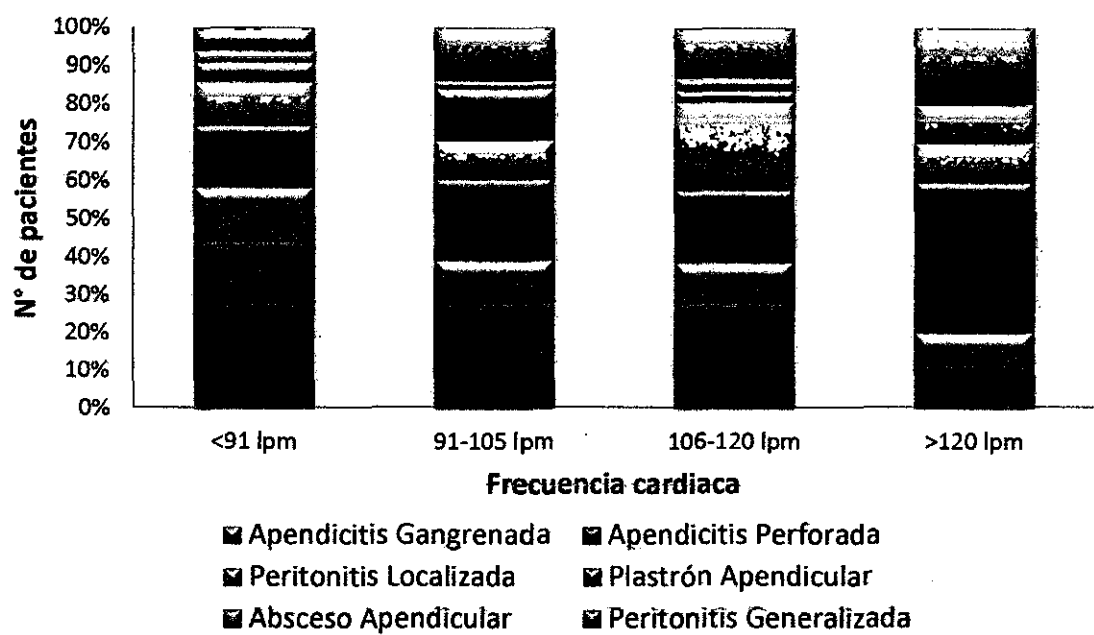 100%
90%
80%
70%
60%
50%
40%
30%
20%
10%
0%
N° de pacientes
<91 lpm
91-105 lpm
106-120 lpm
>120 lpm
Frecuencia cardiaca
Apendicitis Gangrenada
Apendicitis Perforada
Peritonitis Localizada
Plastrón Apendicular
Absceso Apendicular
Peritonitis Generalizada